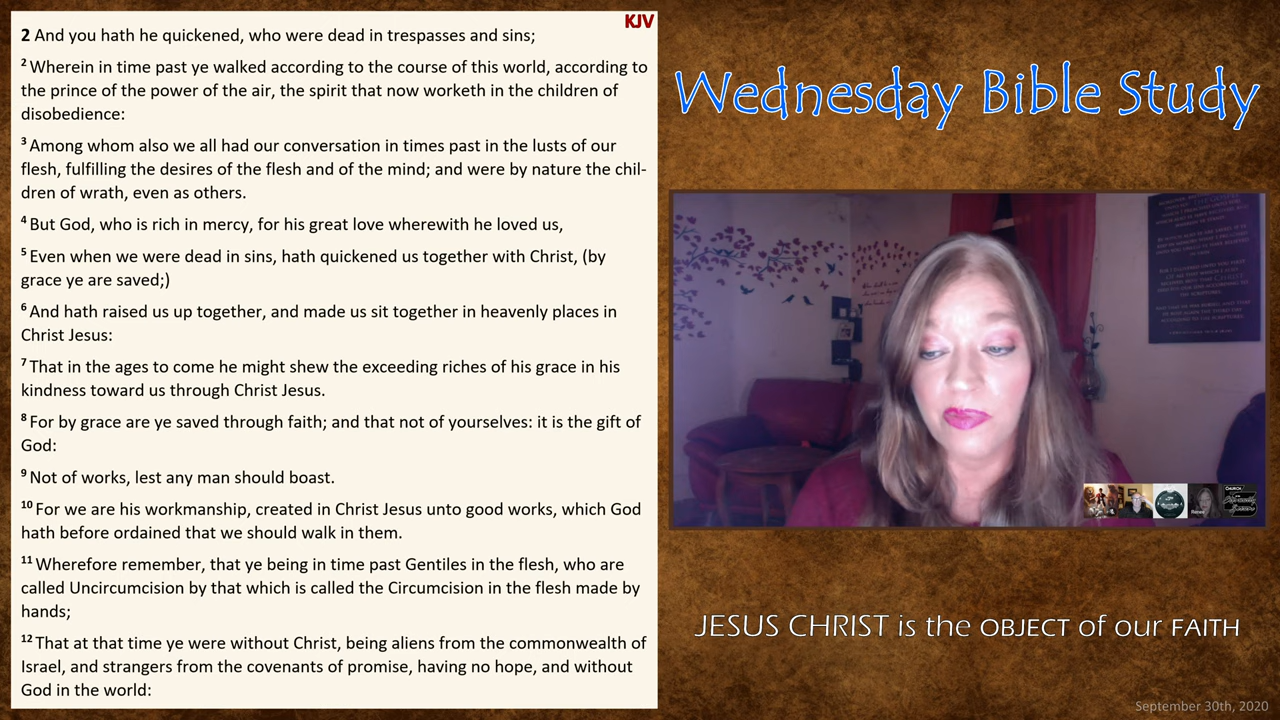 KJV
2 And you hath he quickened, who were dead in trespasses and sins;
2 Wherein in time past ye walked according to the course of this world, according to
the prince of the power of the air, the spirit that now worketh in the children of
disobedience:
3 Among whom also we all had our conversation in times past in the lusts of our
flesh, fulfilling the desires of the flesh and of the mind; and were by nature the chil-
dren of wrath, even as others.
4 But God, who is rich in mercy, for his great love wherewith he loved us,
5 Even when we were dead in sins, hath quickened us together with Christ, (by
grace ye are saved;)
6 And hath raised us up together, and made us sit together in heavenly places in
Christ Jesus:
7 That in the ages to come he might shew the exceeding riches of his grace in his
kindness toward us through Christ Jesus.
8 For by grace are ye saved through faith; and that not of yourselves: it is the gift of
God:
9 Not of works, lest any man should boast.
10 For we are his workmanship, created in Christ Jesus unto good works, which God
hath before ordained that we should walk in them.
11 Wherefore remember, that ye being in time past Gentiles in the flesh, who are
called Uncircumcision by that which is called the Circumcision in the flesh made by
hands;
12 That at that time ye were without Christ, being aliens from the commonwealth of
Israel, and strangers from the covenants of promise, having no hope, and without
God in the world:
Wednesday Bible Study
Renee
CHURCH
JESUS CHRIST is the OBJECT of our FAITH
September 30th, 2020